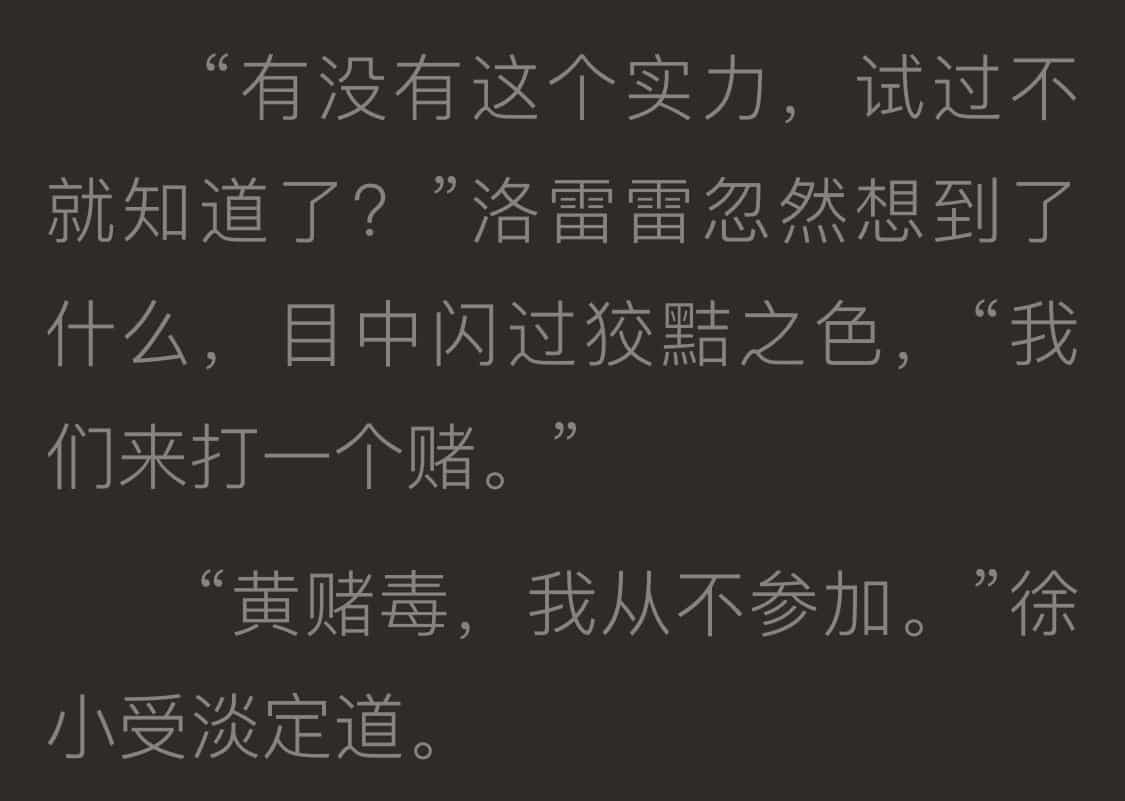 “有没有这个实力，试过不
就知道了？”洛雷雷忽然想到了
什么，目中闪过狡黠之色，“我
们来打一个赌。”
“黄赌毒，我从不参加。”徐
小受淡定道。